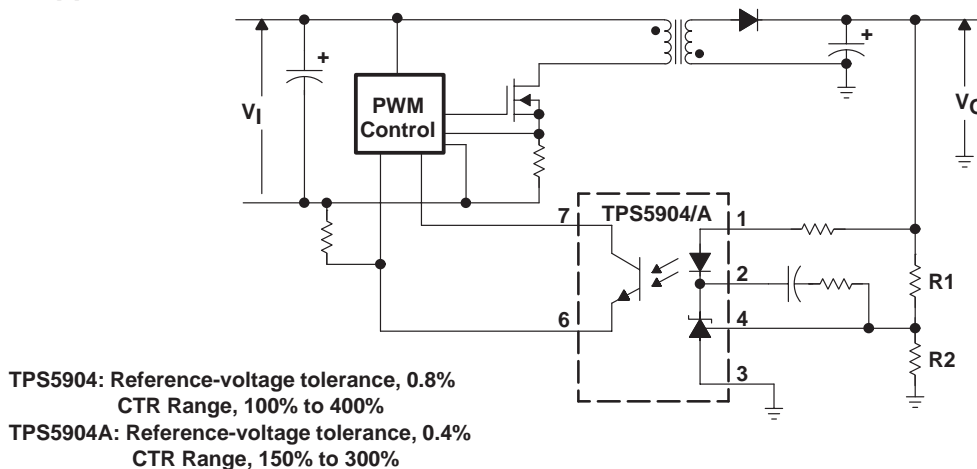 +
+
V_I
PWM
Control
TPS5904/A
7
1
2
6
4
3
R1
R2
TPS5904: Reference-voltage tolerance, 0.8%
CTR Range, 100% to 400%
TPS5904A: Reference-voltage tolerance, 0.4%
CTR Range, 150% to 300%